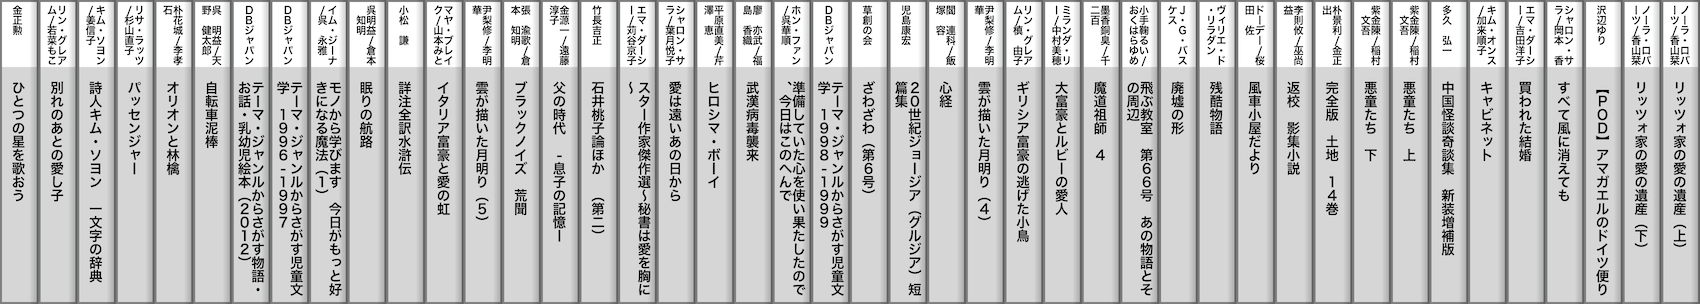 ノーラ・ロバ
ーツ/香山栞
リッツォ家の愛の遺産（上）
ノーラ・ロバ
ーツ/香山栞
リッツォ家の愛の遺産（下）
沢辺ゆり
【ＰＯＤ】アマガエルのドイツ便り
シャロン・サ
ラ/岡本 香
すべて風に消えても
エマ・ダーシ
ー/吉田洋子
買われた結婚
キム・オンス
/加来順子
キャビネット
多久 弘一
中国怪談奇談集 新装増補版
紫金陳/稲村
文吾
悪童たち 上
紫金陳/稲村
文吾
悪童たち 下
朴景利/金正
出
完全版 土地 １４巻
李則攸/巫尚
益
返校 影集小説
ドーデー/桜
田 佐
風車小屋だより
ヴィリエ・ド
・リラダン
残酷物語
Ｊ・Ｇ・バス
ケス
廃墟の形
小手鞠るい/
おくはらゆめ
飛ぶ教室 第６６号 あの物語とそ
の周辺
墨香銅臭/千
二百
魔道祖師 ４
ミランダ・リ
ー/中村美穂
大富豪とルビーの愛人
リン・グレア
ム/槙 由子
ギリシア富豪の逃げた小鳥
尹梨修/李明
華
雲が描いた月明り（４）
閻 連科/飯
塚 容
心経
児島康宏
２０世紀ジョージア（グルジア）短
篇集
草創の会
ざわざわ（第６号）
ＤＢジャパン
テーマ・ジャンルからさがす児童文
学 １９９８-１９９９
ホン・ファン
/呉華順
準備していた心を使い果たしたので
、今日はこのへんで
廖 亦武/福
島 香織
武漢病毒襲来
平原直美/芹
澤 恵
ヒロシマ・ボーイ
シャロン・サ
ラ/葉月悦子
愛は遠いあの日から
エマ・ダーシ
ー/苅谷京子
スター作家傑作選～秘書は愛を胸に
～
竹長吉正
石井桃子論ほか （第二）
金源一/遠藤
淳子
父の時代 -息子の記憶ー
張 渝歌/倉
本 知明
ブラックノイズ 荒聞
尹梨修/李明
華
雲が描いた月明り（５）
マヤ・ブレイ
ク/山本みと
イタリア富豪と愛の虹
小松 謙
詳注全訳水滸伝
呉明益/倉本
知明
眠りの航路
イム・ジーナ
/呉 永雅
モノから学びます 今日がもっと好
きになる魔法（１）
ＤＢジャパン
テーマ・ジャンルからさがす児童文
学 １９９６-１９９７
ＤＢジャパン
テーマ・ジャンルからさがす物語・
お話・乳幼児絵本（２０１２）
呉 明益/天
野 健太郎
自転車泥棒
朴花城/李孝
石
オリオンと林檎
リサ・ラッツ
/杉山直子
パッセンジャー
キム・ソヨン
/姜信子
詩人キム・ソヨン 一文字の辞典
リン・グレア
ム/若菜もこ
別れのあとの愛し子
金正勲
ひとつの星を歌おう